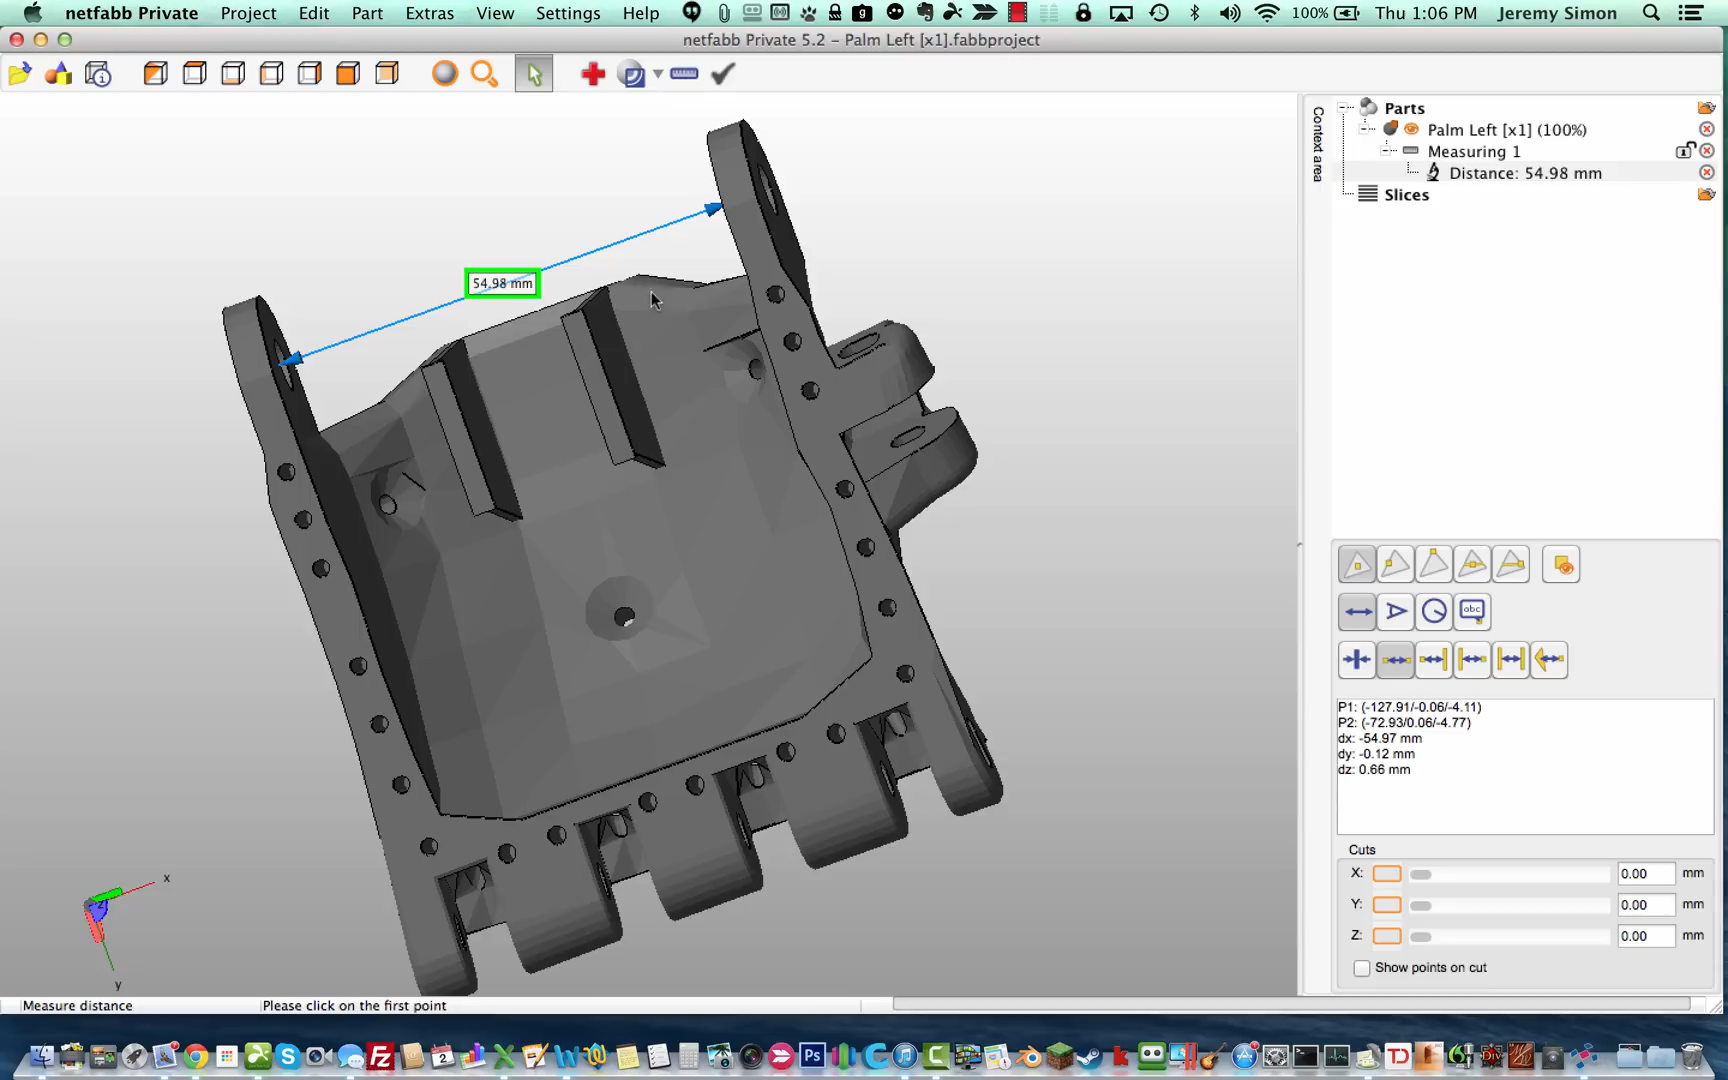 netfabb Private Project Edit Part Extras View Settings Help 100% Thu 1:06 PM Jeremy Simon
netfabb Private 5.2 – Palm Left [x1].fabbproject
Context area
Parts
Palm Left [x1] (100%)
Measuring 1
Distance: 54.98 mm
Slices
54.98 mm
abc
P1: (-127.91/-0.06/-4.11)
P2: (-72.93/0.06/-4.77)
dx: -54.97 mm
dy: -0.12 mm
dz: 0.66 mm
Cuts
X: 0.00 mm
Y: 0.00 mm
Z: 0.00 mm
Show points on cut
x
z
y
Measure distance Please click on the first point